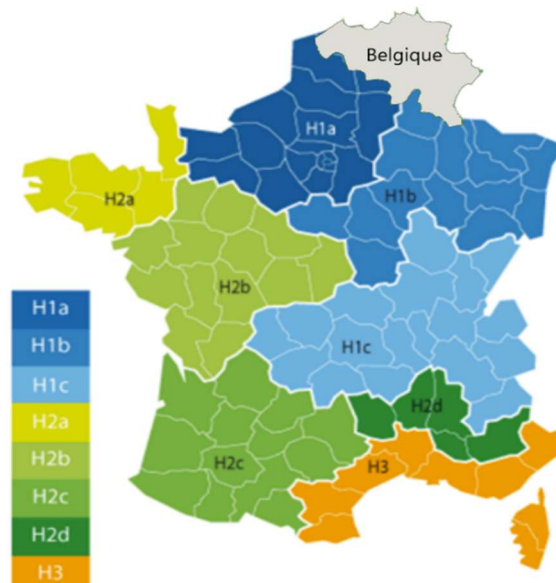 Belgique
H1a
H1b
H2a
H2b
H1c
H2d
H2c
H3
H1a
H1b
H1c
H2a
H2b
H2c
H2d
H3